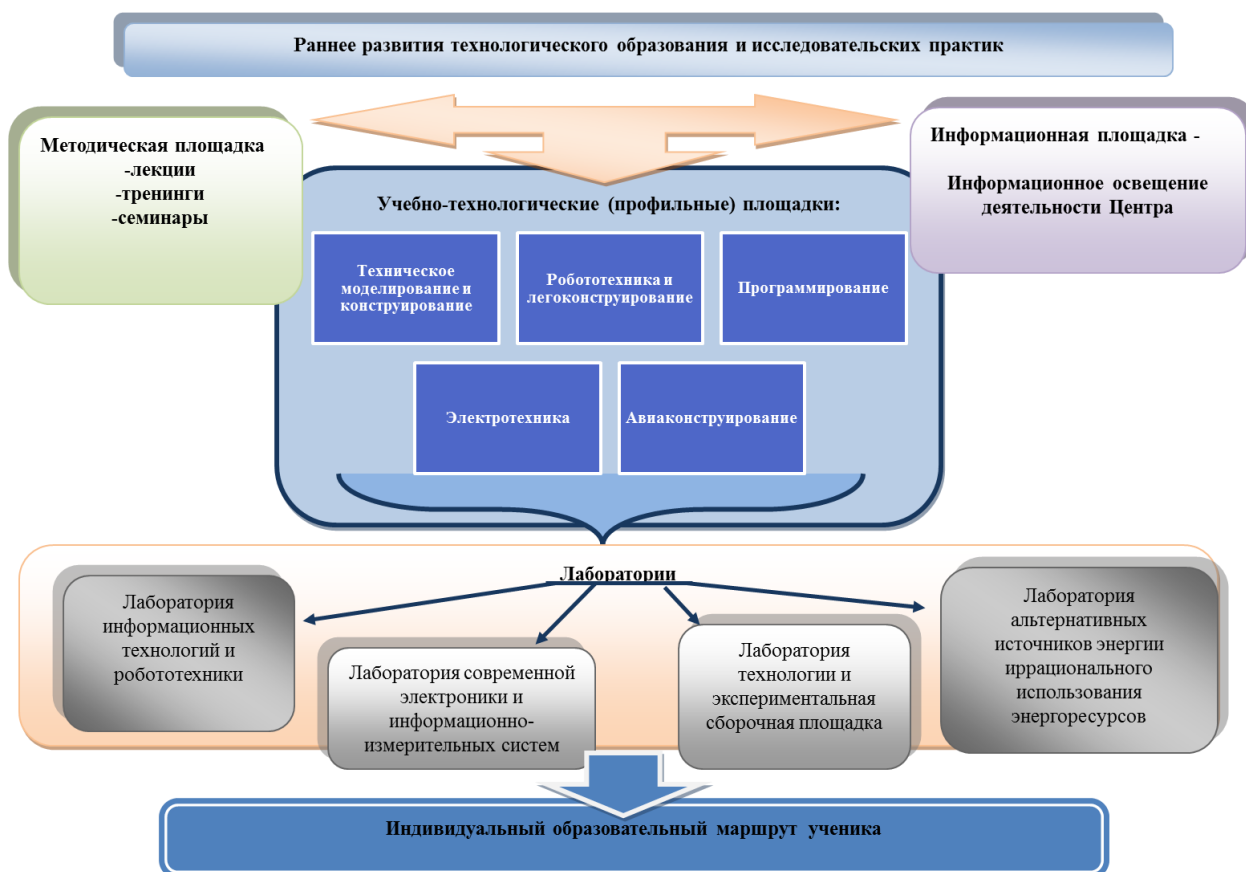 Раннее развития технологического образования и исследовательских практик
Методическая площадка
-лекции
-тренинги
-семинары
Информационная площадка -
Информационное освещение
деятельности Центра
Учебно-технологические (профильные) площадки:
Техническое
моделирование и
конструирование
Робототехника и
легоконструирование
Программирование
Электротехника
Авиаконструирование
Лаборатории
Лаборатория
информационных
технологий и
робототехники
Лаборатория современной
электроники и
информационно-
измерительных систем
Лаборатория
технологии и
экспериментальная
сборочная площадка
Лаборатория
альтернативных
источников энергии
иррационального
использования
энергоресурсов
Индивидуальный образовательный маршрут ученика